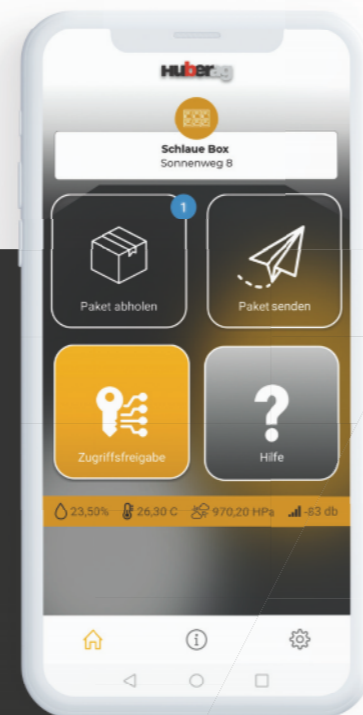 Huber ag
Schlaue Box
Sonnenweg 8
1
Paket abholen
Paket senden
Zugriffsfreigabe
?
Hilfe
23,50% 26,30 C 970,20 HPa -83 db